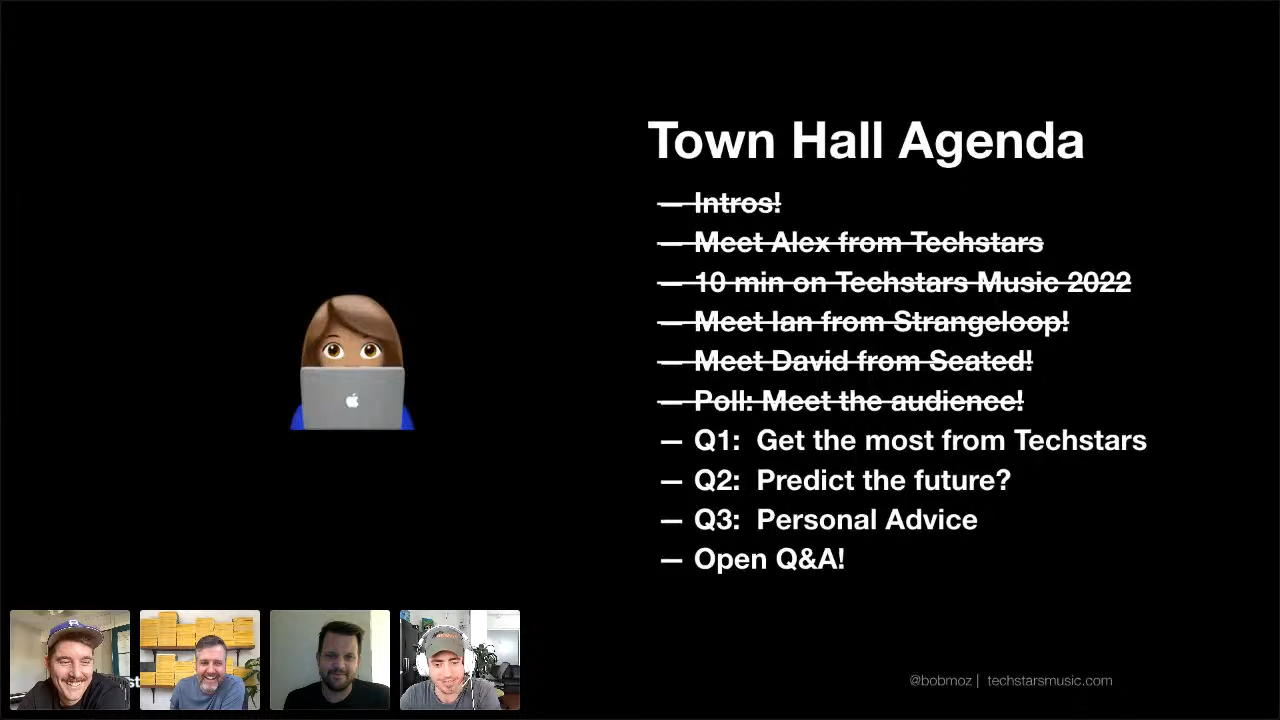 Town Hall Agenda
— Intros!
— Meet Alex from Techstars
— 10 min on Techstars Music 2022
— Meet Ian from Strangeloop!
— Meet David from Seated!
— Poll: Meet the audience!
— Q1: Get the most from Techstars
— Q2: Predict the future?
— Q3: Personal Advice
— Open Q&A!
@bobmoz | techstarsmusic.com